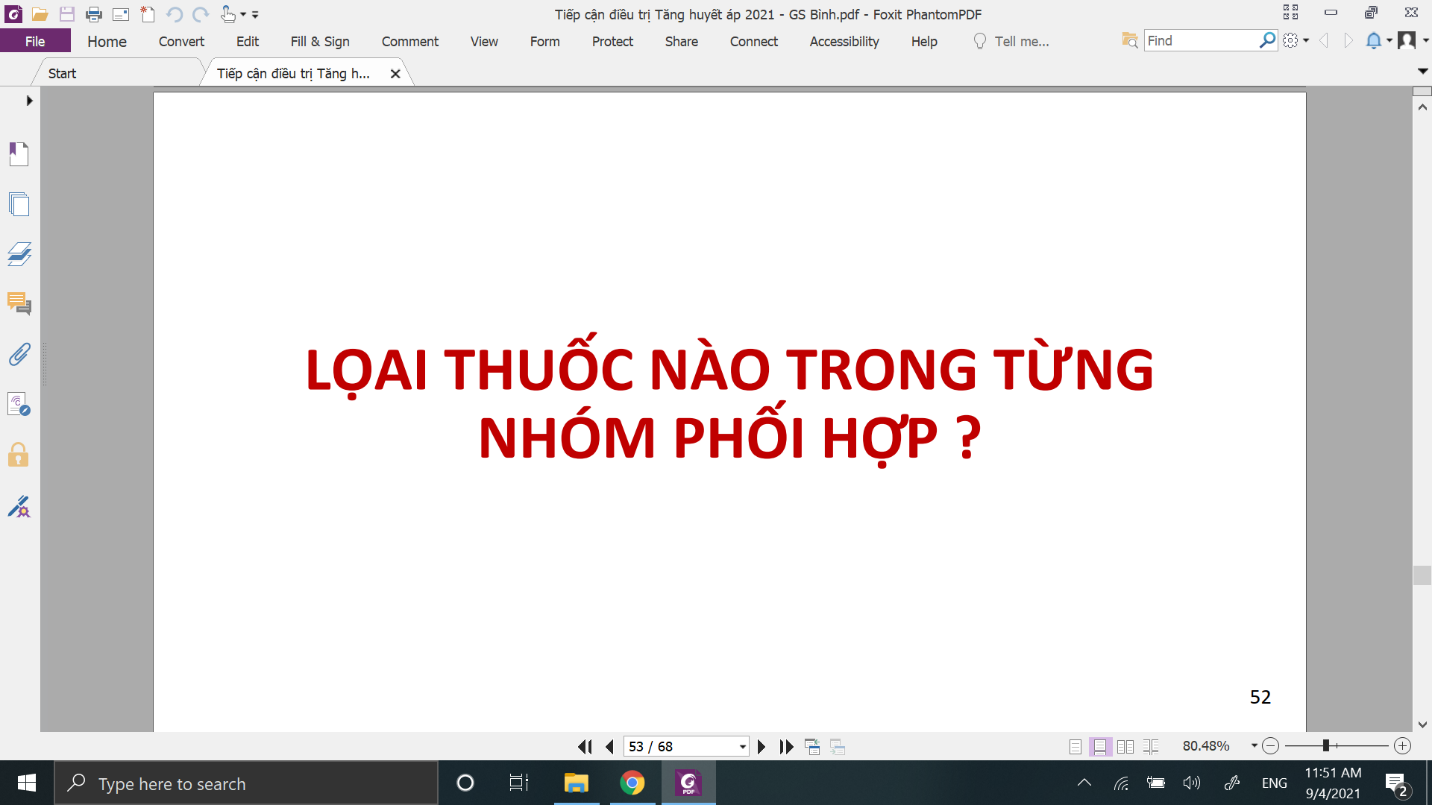 Tiếp cận điều trị Tăng huyết áp 2021 - GS Binh.pdf - Foxit PhantomPDF
File Home Convert Edit Fill & Sign Comment View Form Protect Share Connect Accessibility Help Tell me... Find
Start Tiếp cận điều trị Tăng h...
LỌAI THUỐC NÀO TRONG TỪNG
NHÓM PHỐI HỢP ?
52
53 / 68 80.48%
Type here to search PDF ENG 11:51 AM
9/4/2021 2